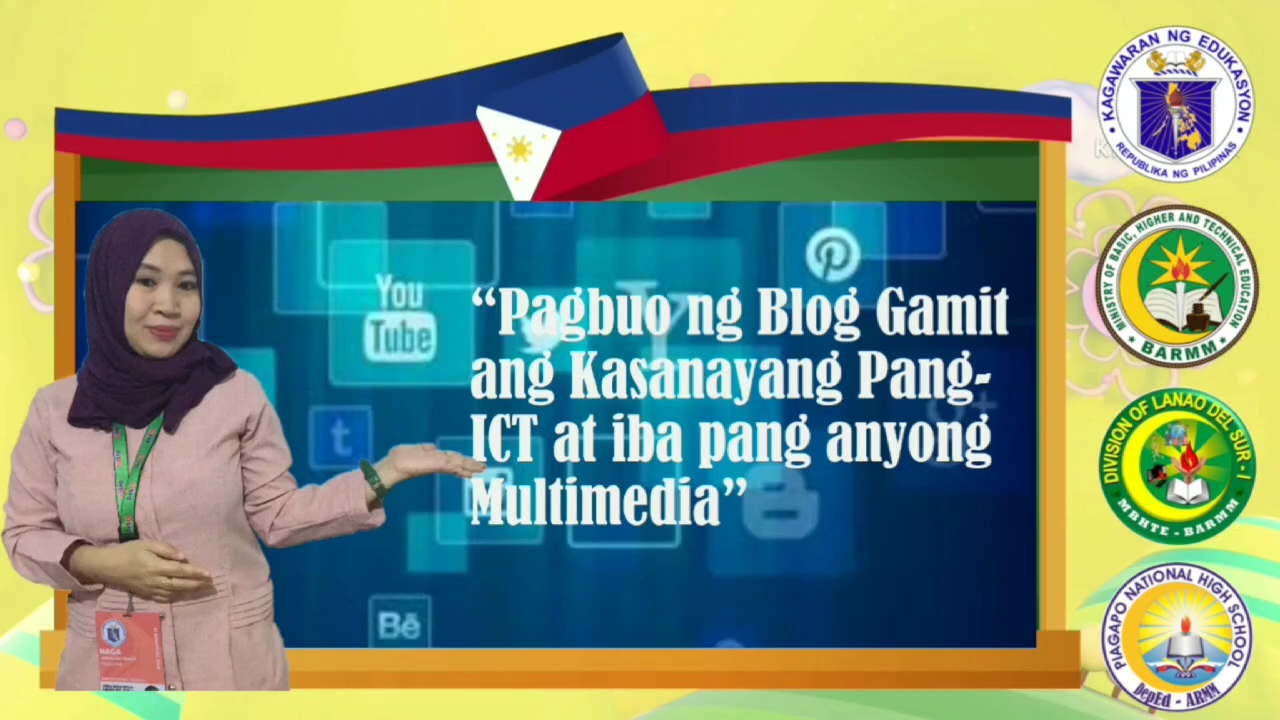 KAGAWARAN NG EDUKASYON
REPUBLIKA NG PILIPINAS
You
Tube
“Pagbuo ng Blog Gamit
ang Kasanayang Pang-
ICT at iba pang anyong
Multimedia”
t
Bē
NAGA
MINISTRY OF BASIC, HIGHER AND TECHNICAL EDUCATION
BARMM
DIVISION OF LANAO DEL SUR - I
MBHTE - BARMM
PIAGAPO NATIONAL HIGH SCHOOL
DepEd - ARMM